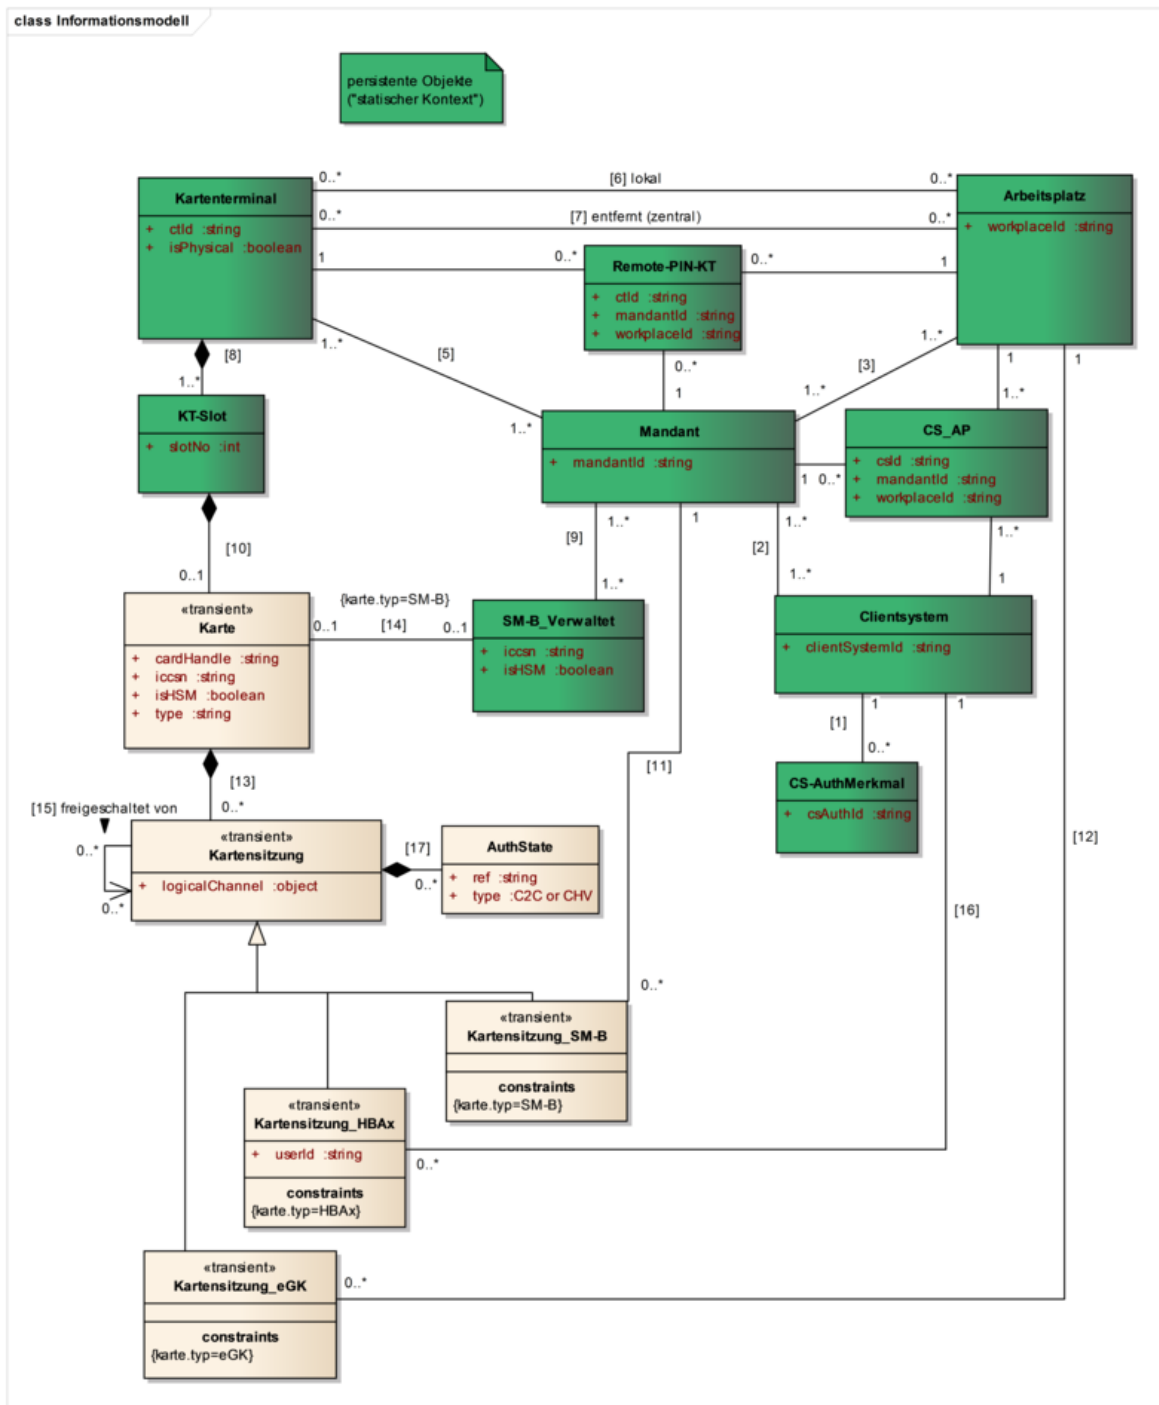 class Informationsmodell
persistente Objekte
("statischer Kontext")
0..*
[6] lokal
0..*
Kartenterminal
+ ctId :string
+ isPhysical :boolean
Arbeitsplatz
+ workplaceId :string
0..*
[7] entfernt (zentral)
0..*
1
0..*
Remote-PIN-KT
+ ctId :string
+ mandantId :string
+ workplaceId :string
0..*
1
[8]
1..*
1..*
[5]
0..*
1
1..*
[3]
1..*
1
1
1..*
1..*
KT-Slot
+ slotNo :int
Mandant
+ mandantId :string
CS_AP
+ csId :string
+ mandantId :string
+ workplaceId :string
1
0..*
[10]
0..1
[9]
1..*
1..*
1
1..*
[2]
1..*
1..*
1
«transient»
Karte
+ cardHandle :string
+ iccsn :string
+ isHSM :boolean
+ type :string
{karte.typ=SM-B}
0..1
[14]
0..1
SM-B_Verwaltet
+ iccsn :string
+ isHSM :boolean
Clientsystem
+ clientSystemId :string
[1]
1
0..*
1
[11]
CS-AuthMerkmal
+ csAuthId :string
[13]
0..*
[15] freigeschaltet von
0..*
0..*
«transient»
Kartensitzung
+ logicalChannel :object
[17]
0..*
AuthState
+ ref :string
+ type :C2C or CHV
[12]
[16]
0..*
«transient»
Kartensitzung_SM-B
constraints
{karte.typ=SM-B}
«transient»
Kartensitzung_HBAx
+ userId :string
constraints
{karte.typ=HBAx}
0..*
«transient»
Kartensitzung_eGK
constraints
{karte.typ=eGK}
0..*